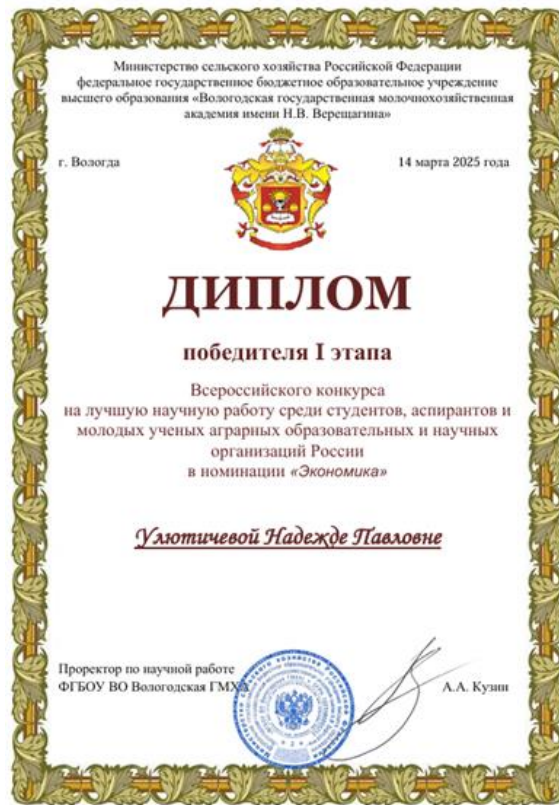 Министерство сельского хозяйства Российской Федерации
федеральное государственное бюджетное образовательное учреждение
высшего образования «Вологодская государственная молочнохозяйственная
академия имени Н.В. Верещагина»
г. Вологда
14 марта 2025 года
ДИПЛОМ
победителя I этапа
Всероссийского конкурса
на лучшую научную работу среди студентов, аспирантов и
молодых ученых аграрных образовательных и научных
организаций России
в номинации «Экономика»
Улютичевой Надежде Павловне
Проректор по научной работе
ФГБОУ ВО Вологодская ГМХА
А.А. Кузин